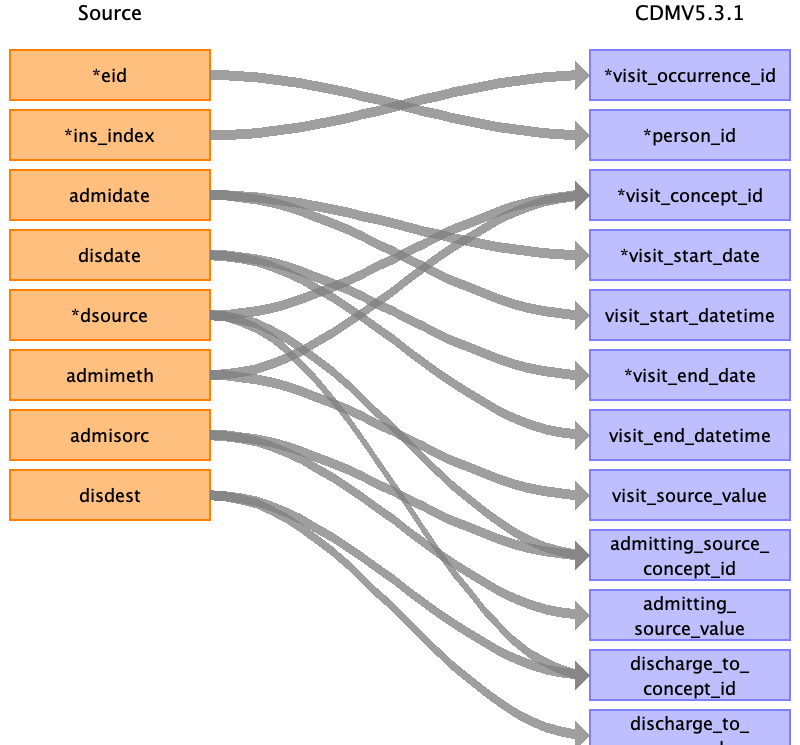 Source
CDMV5.3.1
*eid
*visit_occurrence_id
*ins_index
*person_id
admidate
*visit_concept_id
disdate
*visit_start_date
*dsource
visit_start_datetime
admimeth
*visit_end_date
admisorc
visit_end_datetime
disdest
visit_source_value
admitting_source_
concept_id
admitting_
source_value
discharge_to_
concept_id
discharge_to_